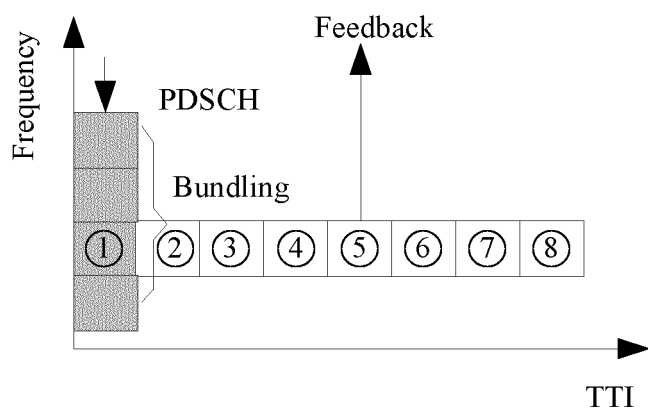 Feedback
Frequency
PDSCH
Bundling
① ② ③ ④ ⑤ ⑥ ⑦ ⑧
TTI